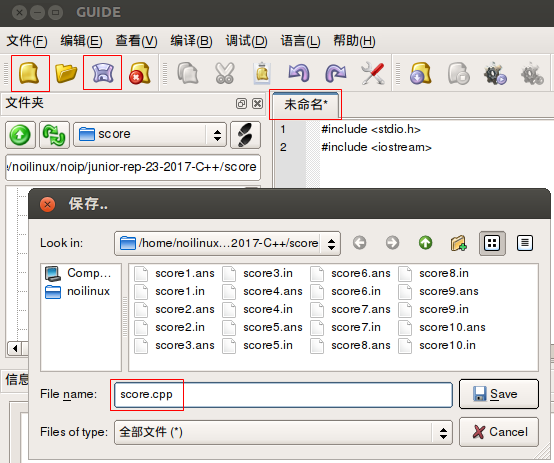 GUIDE
文件(F) 编辑(E) 查看(V) 编译(B) 调试(D) 语言(L) 帮助(H)
文件夹
未命名*
score
/noilinux/noip/junior-rep-23-2017-C++/score
1 #include <stdio.h>
2 #include <iostream>
保存..
Look in: /home/noilinux...2017-C++/score
Comp...
noilinux
score1.ans score3.in score6.ans score8.in
score1.in score4.ans score6.in score9.ans
score2.ans score4.in score7.ans score9.in
score2.in score5.ans score7.in score10.ans
score3.ans score5.in score8.ans score10.in
信息
File name: score.cpp Save
Files of type: 全部文件 (*) Cancel